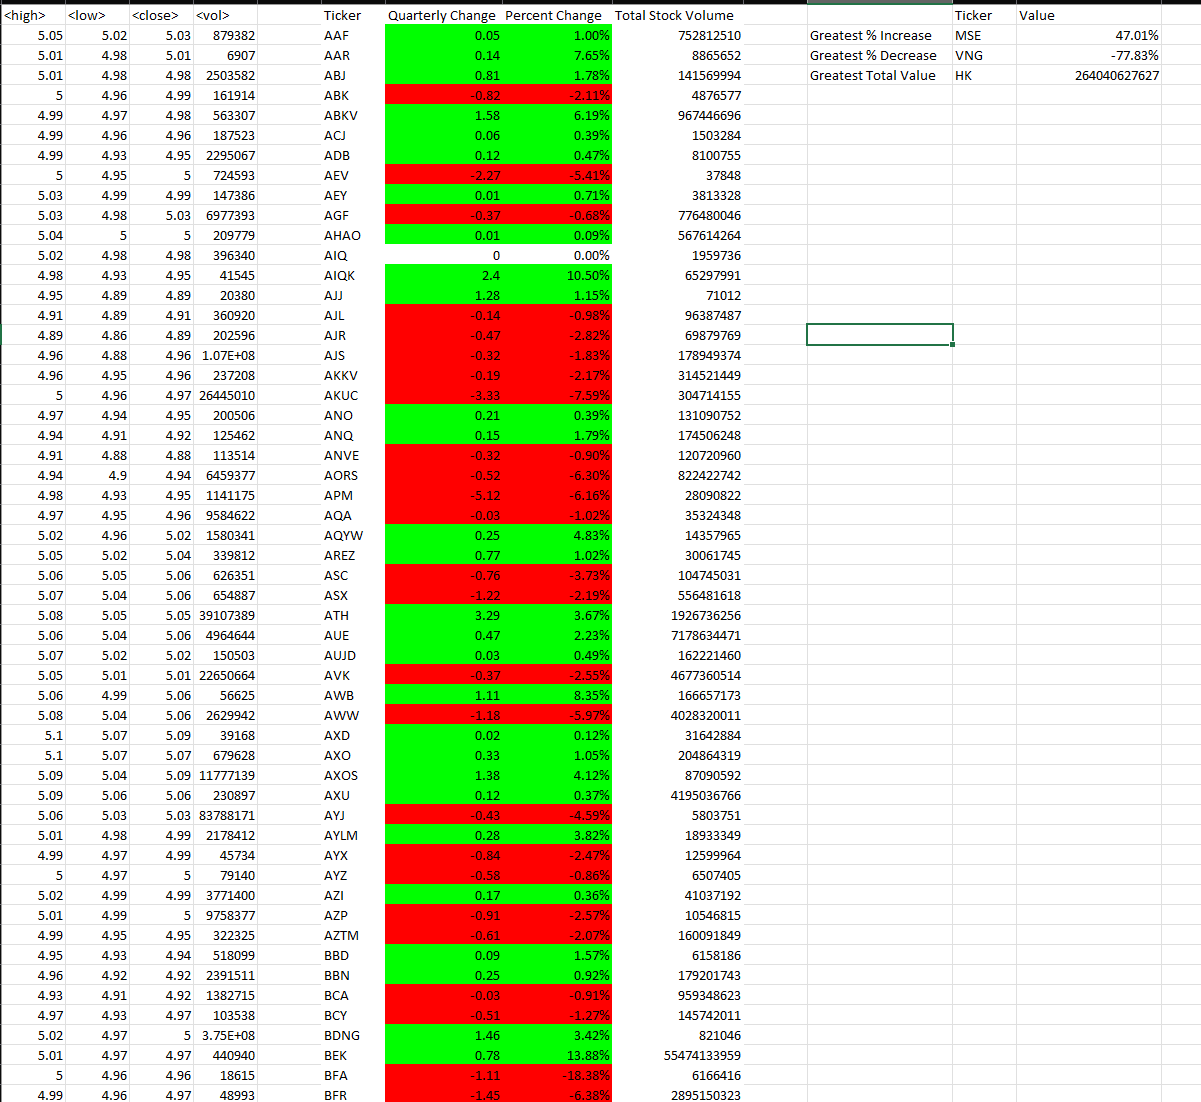 <high> <low> <close> <vol> Ticker Quarterly Change Percent Change Total Stock Volume Ticker Value
5.05 5.02 5.03 879382 AAF 0.05 1.00% 752812510 Greatest % Increase MSE 47.01%
5.01 4.98 5.01 6907 AAR 0.14 7.65% 8865652 Greatest % Decrease VNG -77.83%
5.01 4.98 4.98 2503582 ABJ 0.81 1.78% 141569994 Greatest Total Value HK 264040627627
5 4.96 4.99 161914 ABK -0.82 -2.11% 4876577
4.99 4.97 4.98 563307 ABKV 1.58 6.19% 967446696
4.99 4.96 4.96 187523 ACJ 0.06 0.39% 1503284
4.99 4.93 4.95 2295067 ADB 0.12 0.47% 8100755
5 4.95 5 724593 AEV -2.27 -5.41% 37848
5.03 4.99 4.99 147386 AEY 0.01 0.71% 3813328
5.03 4.98 5.03 6977393 AGF -0.37 -0.68% 776480046
5.04 5 5 209779 AHAO 0.01 0.09% 567614264
5.02 4.98 4.98 396340 AIQ 0 0.00% 1959736
4.98 4.93 4.95 41545 AIQK 2.4 10.50% 65297991
4.95 4.89 4.89 20380 AJJ 1.28 1.15% 71012
4.91 4.89 4.91 360920 AJL -0.14 -0.98% 96387487
4.89 4.86 4.89 202596 AJR -0.47 -2.82% 69879769
4.96 4.88 4.96 1.07E+08 AJS -0.32 -1.83% 178949374
4.96 4.95 4.96 237208 AKKV -0.19 -2.17% 314521449
5 4.96 4.97 26445010 AKUC -3.33 -7.59% 304714155
4.97 4.94 4.95 200506 ANO 0.21 0.39% 131090752
4.94 4.91 4.92 125462 ANQ 0.15 1.79% 174506248
4.91 4.88 4.88 113514 ANVE -0.32 -0.90% 120720960
4.94 4.9 4.94 6459377 AORS -0.52 -6.30% 822422742
4.98 4.93 4.95 1141175 APM -5.12 -6.16% 28090822
4.97 4.95 4.96 9584622 AQA -0.03 -1.02% 35324348
5.02 4.96 5.02 1580341 AQYW 0.25 4.83% 14357965
5.05 5.02 5.04 339812 AREZ 0.77 1.02% 30061745
5.06 5.05 5.06 626351 ASC -0.76 -3.73% 104745031
5.07 5.04 5.06 654887 ASX -1.22 -2.19% 556481618
5.08 5.05 5.05 39107389 ATH 3.29 3.67% 1926736256
5.06 5.04 5.06 4964644 AUE 0.47 2.23% 7178634471
5.07 5.02 5.02 150503 AUJD 0.03 0.49% 162221460
5.05 5.01 5.01 22650664 AVK -0.37 -2.55% 4677360514
5.06 4.99 5.06 56625 AWB 1.11 8.35% 166657173
5.08 5.04 5.06 2629942 AWW -1.18 -5.97% 4028320011
5.1 5.07 5.09 39168 AXD 0.02 0.12% 31642884
5.1 5.07 5.07 679628 AXO 0.33 1.05% 204864319
5.09 5.04 5.09 11777139 AXOS 1.38 4.12% 87090592
5.09 5.06 5.06 230897 AXU 0.12 0.37% 4195036766
5.06 5.03 5.03 83788171 AYJ -0.43 -4.59% 5803751
5.01 4.98 4.99 2178412 AYLM 0.28 3.82% 18933349
4.99 4.97 4.99 45734 AYX -0.84 -2.47% 12599964
5 4.97 5 79140 AYZ -0.58 -0.86% 6507405
5.02 4.99 4.99 3771400 AZI 0.17 0.36% 41037192
5.01 4.99 5 9758377 AZP -0.91 -2.57% 10546815
4.99 4.95 4.95 322325 AZTM -0.61 -2.07% 160091849
4.95 4.93 4.94 518099 BBD 0.09 1.57% 6158186
4.96 4.92 4.92 2391511 BBN 0.25 0.92% 179201743
4.93 4.91 4.92 1382715 BCA -0.03 -0.91% 959348623
4.97 4.93 4.97 103538 BCY -0.51 -1.27% 145742011
5.02 4.97 5 3.75E+08 BDNG 1.46 3.42% 821046
5.01 4.97 4.97 440940 BEK 0.78 13.88% 55474133959
5 4.96 4.96 18615 BFA -1.11 -18.38% 6166416
4.99 4.96 4.97 48993 BFR -1.45 -6.38% 2895150323